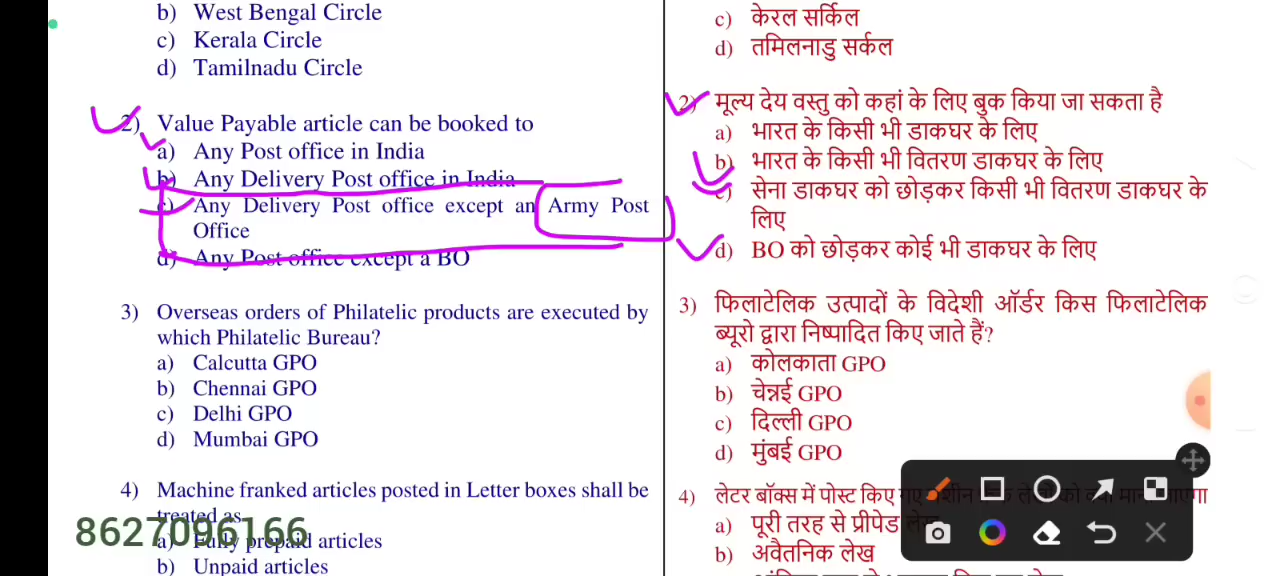 b) West Bengal Circle
c) Kerala Circle
d) Tamilnadu Circle
2) Value Payable article can be booked to
a) Any Post office in India
b) Any Delivery Post office in India
c) Any Delivery Post office except an Army Post
Office
d) Any Post office except a BO
3) Overseas orders of Philatelic products are executed by
which Philatelic Bureau?
a) Calcutta GPO
b) Chennai GPO
c) Delhi GPO
d) Mumbai GPO
4) Machine franked articles posted in Letter boxes shall be
treated as
a) Fully prepaid articles
b) Unpaid articles
8627096166
c) केरल सर्किल
d) तमिलनाडु सर्कल
2) मूल्य देय वस्तु को कहां के लिए बुक किया जा सकता है
a) भारत के किसी भी डाकघर के लिए
b) भारत के किसी भी वितरण डाकघर के लिए
c) सेना डाकघर को छोड़कर किसी भी वितरण डाकघर के
लिए
d) BO को छोड़कर कोई भी डाकघर के लिए
3) फिलाटेलिक उत्पादों के विदेशी ऑर्डर किस फिलाटेलिक
ब्यूरो द्वारा निष्पादित किए जाते हैं?
a) कोलकाता GPO
b) चेन्नई GPO
c) दिल्ली GPO
d) मुंबई GPO
4) लेटर बॉक्स में पोस्ट किए गए
a) पूरी तरह से प्रीपेड
b) अवैतनिक लेख